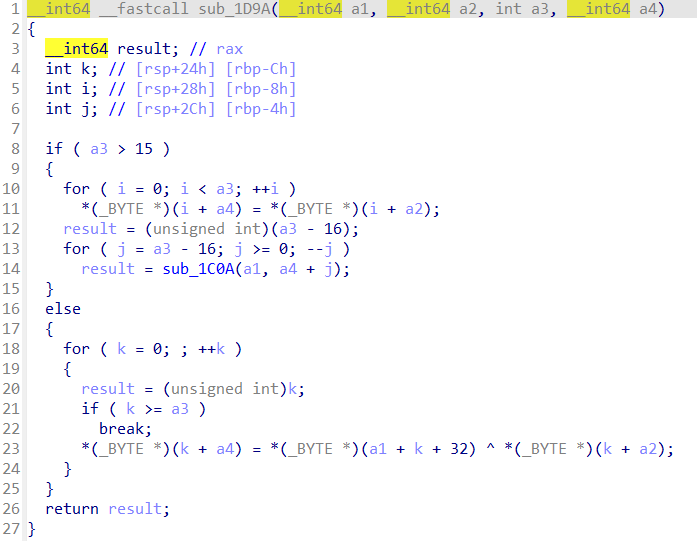 1 __int64 __fastcall sub_1D9A(__int64 a1, __int64 a2, int a3, __int64 a4)
2 {
3   __int64 result; // rax
4   int k; // [rsp+24h] [rbp-Ch]
5   int i; // [rsp+28h] [rbp-8h]
6   int j; // [rsp+2Ch] [rbp-4h]
7
8   if ( a3 > 15 )
9   {
10     for ( i = 0; i < a3; ++i )
11       *(_BYTE *)(i + a4) = *(_BYTE *)(i + a2);
12     result = (unsigned int)(a3 - 16);
13     for ( j = a3 - 16; j >= 0; --j )
14       result = sub_1C0A(a1, a4 + j);
15   }
16   else
17   {
18     for ( k = 0; ; ++k )
19     {
20       result = (unsigned int)k;
21       if ( k >= a3 )
22         break;
23       *(_BYTE *)(k + a4) = *(_BYTE *)(a1 + k + 32) ^ *(_BYTE *)(k + a2);
24     }
25   }
26   return result;
27 }